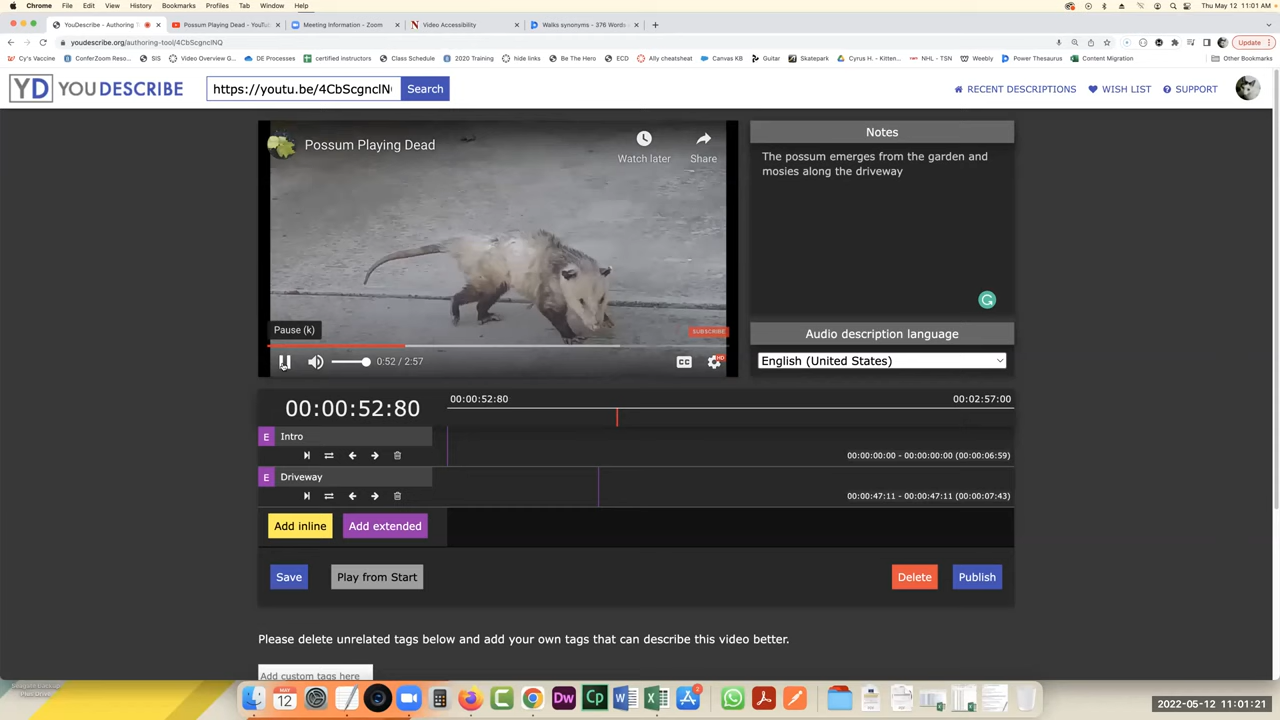 Chrome File Edit View History Bookmarks Profiles Tab Window Help Thu May 12 11:01 AM
YouDescribe - Authoring T Possum Playing Dead - YouTu Meeting Information - Zoom Video Accessibility Walks synonyms - 376 Words
youdescribe.org/authoring-tool/4CbScgnclNQ Update
Cy's Vaccine ConferZoom Reso... SIS Video Overview G... DE Processes certified instructors Class Schedule 2020 Training hide links Be The Hero ECD Ally cheatsheet Canvas KB Guitar Skatepark Cyrus H. - Kitten... NHL - TSN Weebly Power Thesaurus Content Migration Other Bookmarks
YD YOUDESCRIBE https://youtu.be/4CbScgnclN Search RECENT DESCRIPTIONS WISH LIST SUPPORT
Possum Playing Dead
Watch later Share
Notes
The possum emerges from the garden and
mosies along the driveway
SUBSCRIBE
Pause (k)
0:52 / 2:57
CC
HD
Audio description language
English (United States)
00:00:52:80
00:00:52:80 00:02:57:00
E Intro
00:00:00:00 - 00:00:00:00 (00:00:06:59)
E Driveway
00:00:47:11 - 00:00:47:11 (00:00:07:43)
Add inline Add extended
Save Play from Start Delete Publish
Please delete unrelated tags below and add your own tags that can describe this video better.
Add custom tags here
MAY
12
2
Dw
Cp
2022-05-12 11:01:21